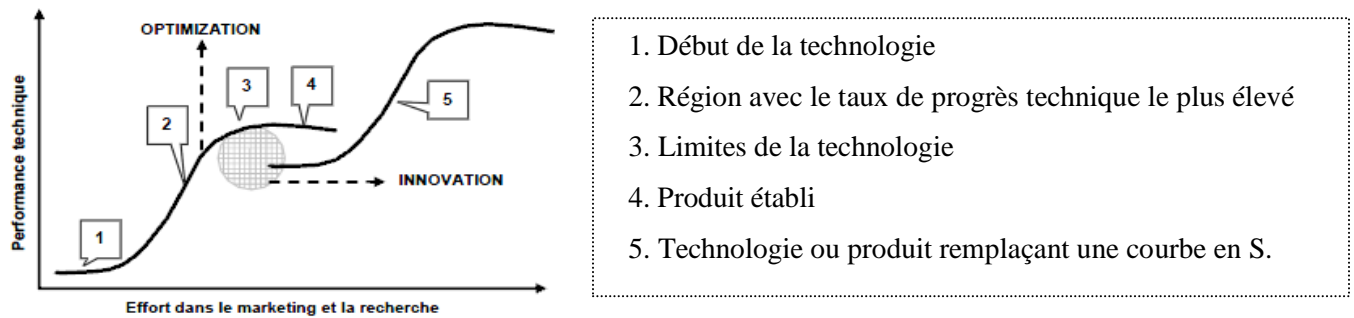 OPTIMIZATION
3
4
5
2
INNOVATION
1
Performance technique
Effort dans le marketing et la recherche
1. Début de la technologie
2. Région avec le taux de progrès technique le plus élevé
3. Limites de la technologie
4. Produit établi
5. Technologie ou produit remplaçant une courbe en S.